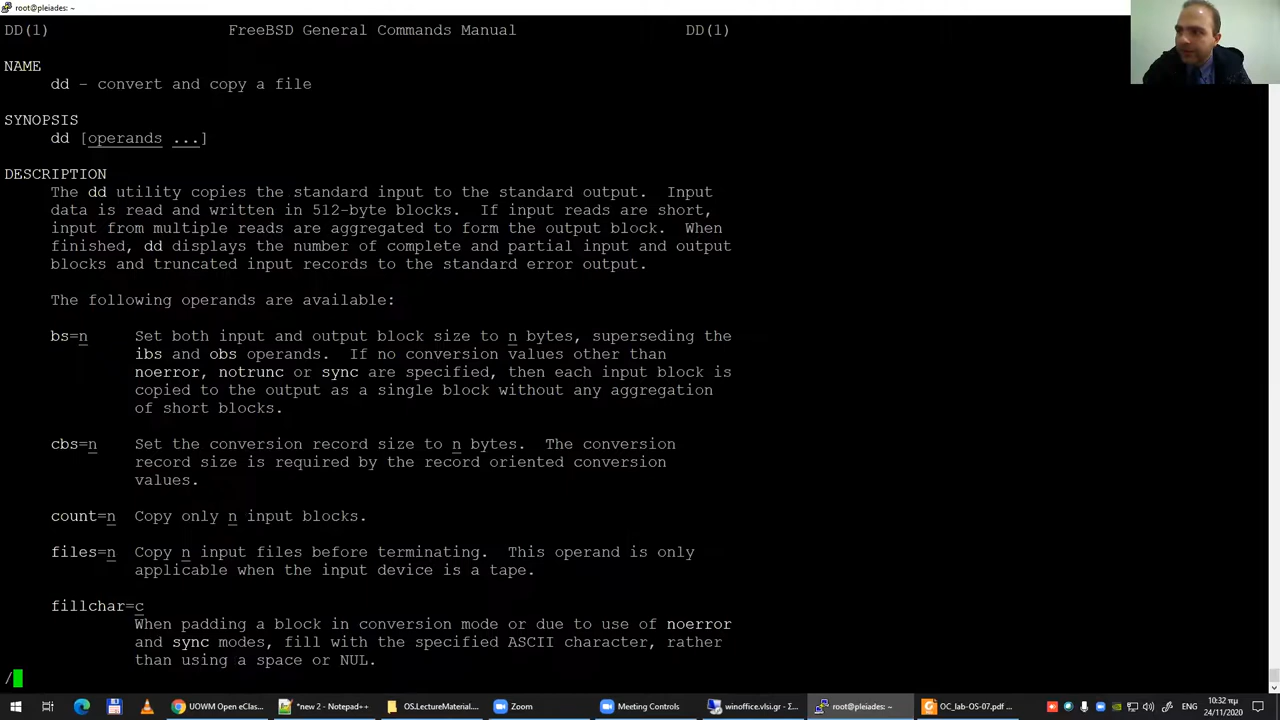 root@pleiades: ~
DD(1) FreeBSD General Commands Manual DD(1)
NAME
dd - convert and copy a file
SYNOPSIS
dd [operands ...]
DESCRIPTION
The dd utility copies the standard input to the standard output. Input
data is read and written in 512-byte blocks. If input reads are short,
input from multiple reads are aggregated to form the output block. When
finished, dd displays the number of complete and partial input and output
blocks and truncated input records to the standard error output.
The following operands are available:
bs=n Set both input and output block size to n bytes, superseding the
ibs and obs operands. If no conversion values other than
noerror, notrunc or sync are specified, then each input block is
copied to the output as a single block without any aggregation
of short blocks.
cbs=n Set the conversion record size to n bytes. The conversion
record size is required by the record oriented conversion
values.
count=n Copy only n input blocks.
files=n Copy n input files before terminating. This operand is only
applicable when the input device is a tape.
fillchar=c
When padding a block in conversion mode or due to use of noerror
and sync modes, fill with the specified ASCII character, rather
than using a space or NUL.
/
UOWM Open eClas... *new 2 - Notepad++ OS.LectureMaterial.... Zoom Meeting Controls winoffice.vlsi.gr - ... root@pleiades: ~ OC_lab-OS-07.pdf ... ENG 10:32 πμ
24/11/2020